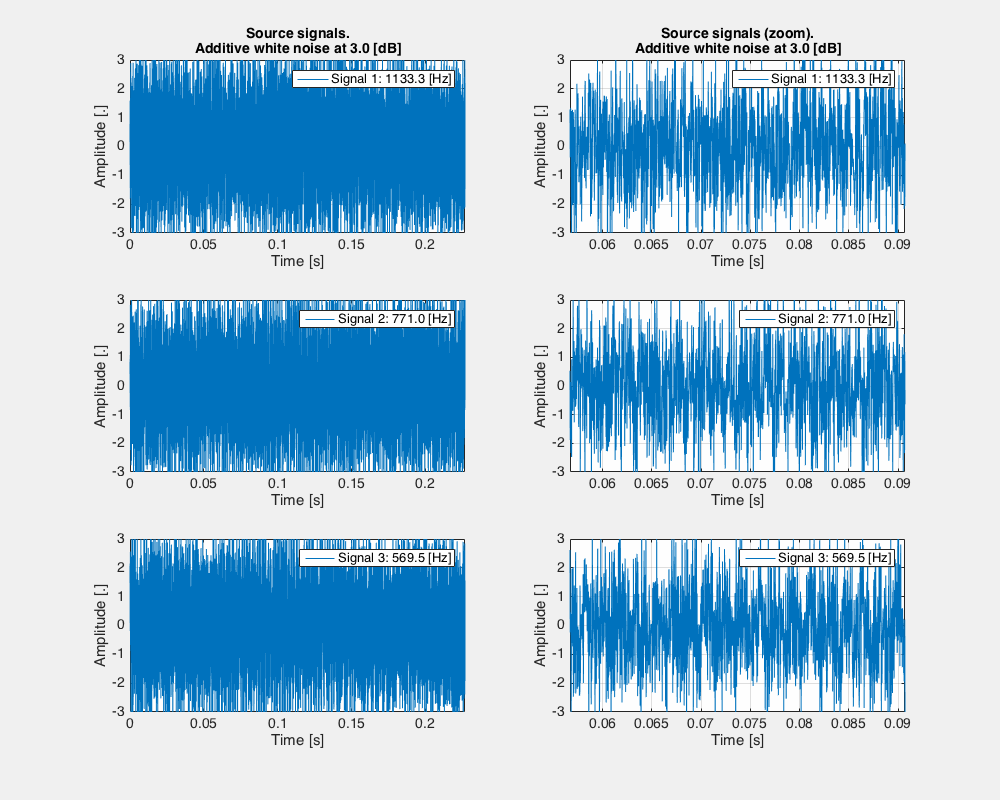 Source signals.
Additive white noise at 3.0 [dB]
Signal 1: 1133.3 [Hz]
3
2
1
0
-1
-2
-3
Amplitude [.]
0 0.05 0.1 0.15 0.2
Time [s]
Source signals (zoom).
Additive white noise at 3.0 [dB]
Signal 1: 1133.3 [Hz]
3
2
1
0
-1
-2
-3
Amplitude [.]
0.06 0.065 0.07 0.075 0.08 0.085 0.09
Time [s]
Signal 2: 771.0 [Hz]
3
2
1
0
-1
-2
-3
Amplitude [.]
0 0.05 0.1 0.15 0.2
Time [s]
Signal 2: 771.0 [Hz]
3
2
1
0
-1
-2
-3
Amplitude [.]
0.06 0.065 0.07 0.075 0.08 0.085 0.09
Time [s]
Signal 3: 569.5 [Hz]
3
2
1
0
-1
-2
-3
Amplitude [.]
0 0.05 0.1 0.15 0.2
Time [s]
Signal 3: 569.5 [Hz]
3
2
1
0
-1
-2
-3
Amplitude [.]
0.06 0.065 0.07 0.075 0.08 0.085 0.09
Time [s]